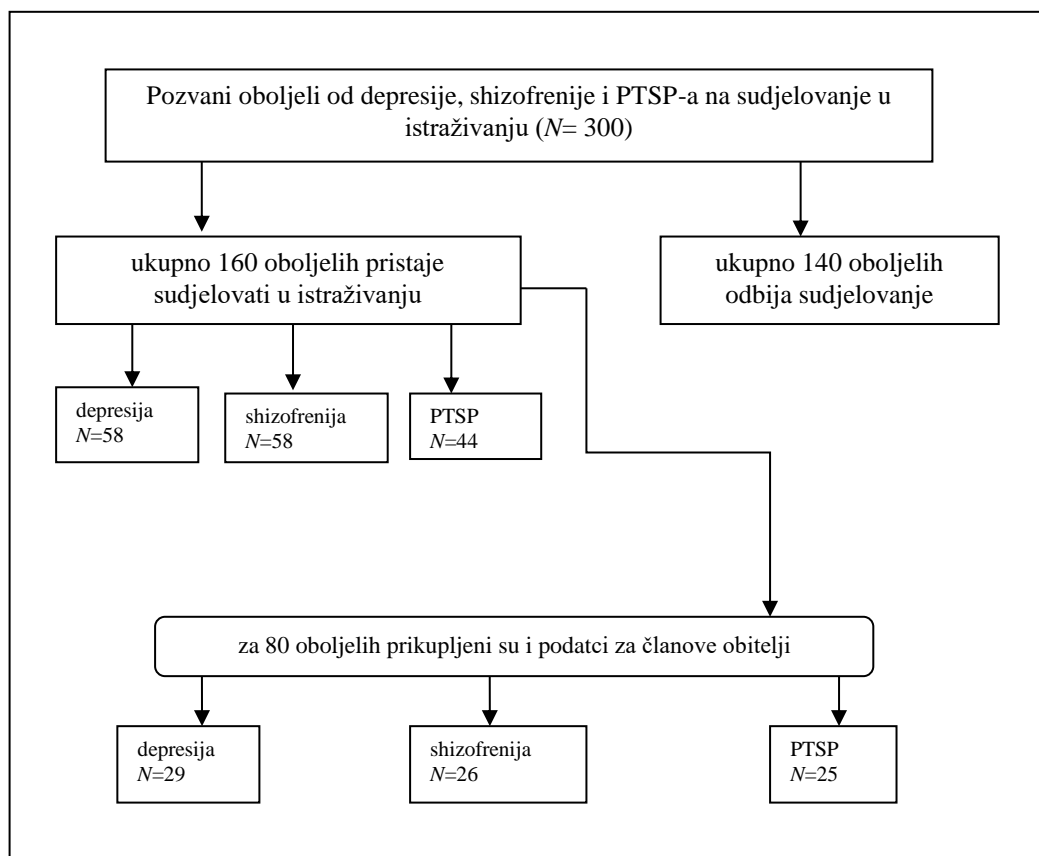 Pozvani oboljeli od depresije, shizofrenije i PTSP-a na sudjelovanje u
istraživanju (N= 300)
ukupno 160 oboljelih pristaje
sudjelovati u istraživanju
ukupno 140 oboljelih
odbija sudjelovanje
depresija
N=58
shizofrenija
N=58
PTSP
N=44
za 80 oboljelih prikupljeni su i podatci za članove obitelji
depresija
N=29
shizofrenija
N=26
PTSP
N=25